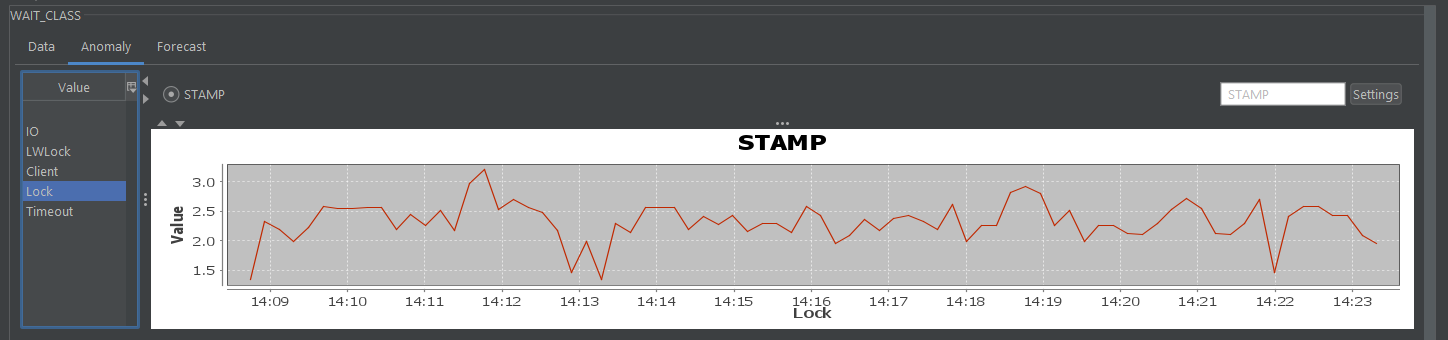 WAIT_CLASS
Data Anomaly Forecast
Value
IO
LWLock
Client
Lock
Timeout
STAMP
STAMP
Settings
STAMP
Value
3.0
2.5
2.0
1.5
14:09 14:10 14:11 14:12 14:13 14:14 14:15 14:16 14:17 14:18 14:19 14:20 14:21 14:22 14:23
Lock